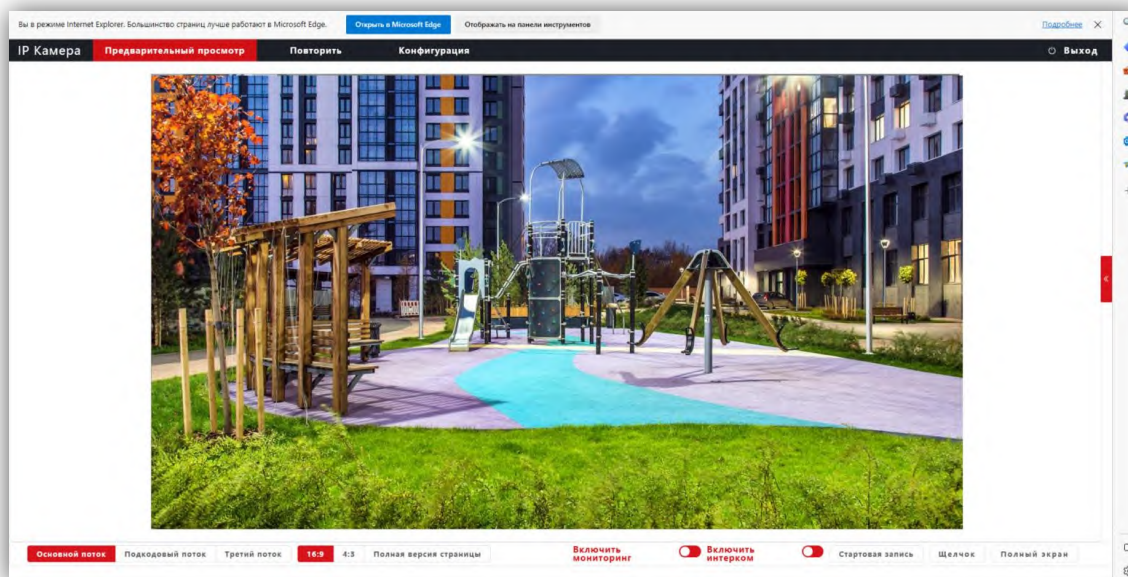 Вы в режиме Internet Explorer. Большинство страниц лучше работают в Microsoft Edge. Открыть в Microsoft Edge Отображать на панели инструментов Подробнее
IP Камера Предварительный просмотр Повторить Конфигурация Выход
Основной поток Подкодовый поток Третий поток 16:9 4:3 Полная версия страницы Включить мониторинг Включить интерком Стартовая запись Щелчок Полный экран